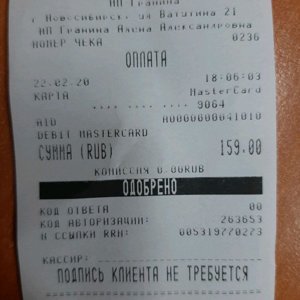 ИП Гранина
г Новосибирск, ул Ватутина 21
ИП Гранина Алена Александровна
НОМЕР ЧЕКА 0236
ОПЛАТА
22.02.20 18:06:03
КАРТА MasterCard
.... .... .... 9064
AID A0000000041010
DEBIT MASTERCARD
СУММА (RUB) 159.00
КОМИССИЯ 0.00RUB
ОДОБРЕНО
КОД ОТВЕТА 00
КОД АВТОРИЗАЦИИ: 263653
№ ССЫЛКИ RRN: 005319770273
КАССИР:
ПОДПИСЬ КЛИЕНТА НЕ ТРЕБУЕТСЯ